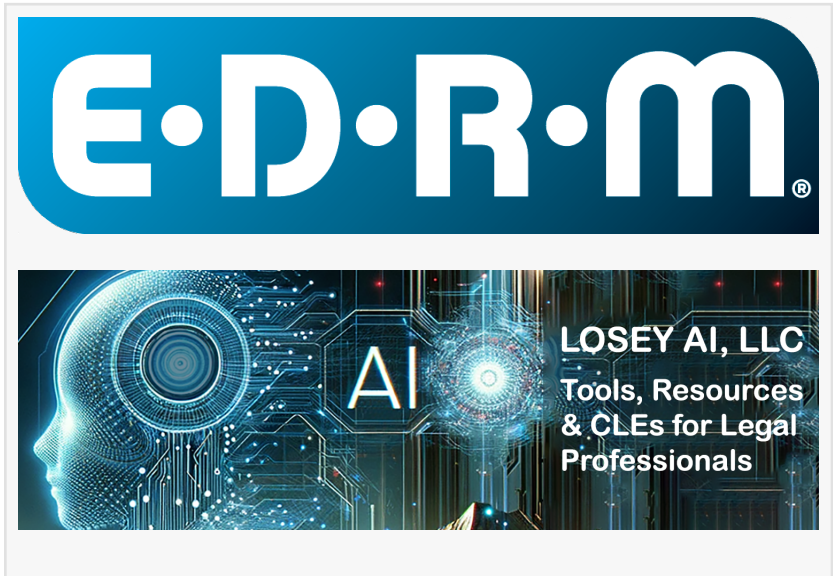 E•D•R•M®
AI
LOSEY AI, LLC
Tools, Resources
& CLEs for Legal
Professionals